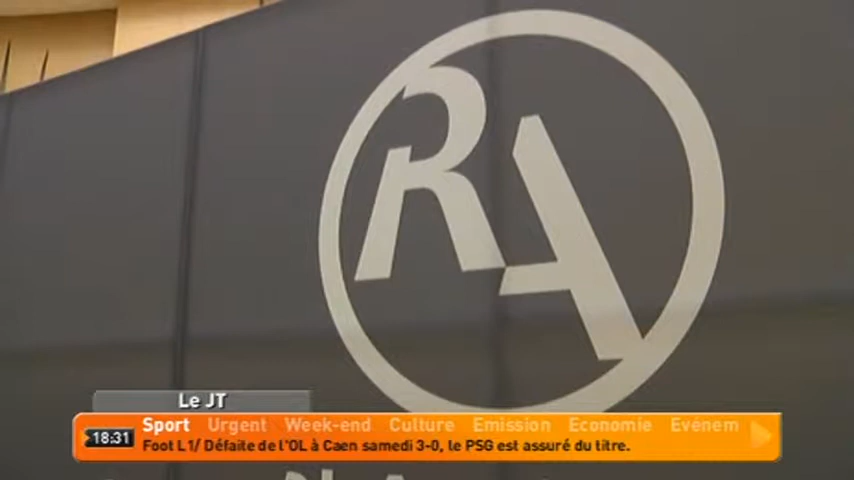 RA
Le JT
18:31
Sport Urgent Week-end Culture Emission Economie Événem
Foot L1/ Défaite de l'OL à Caen samedi 3-0, le PSG est assuré du titre.